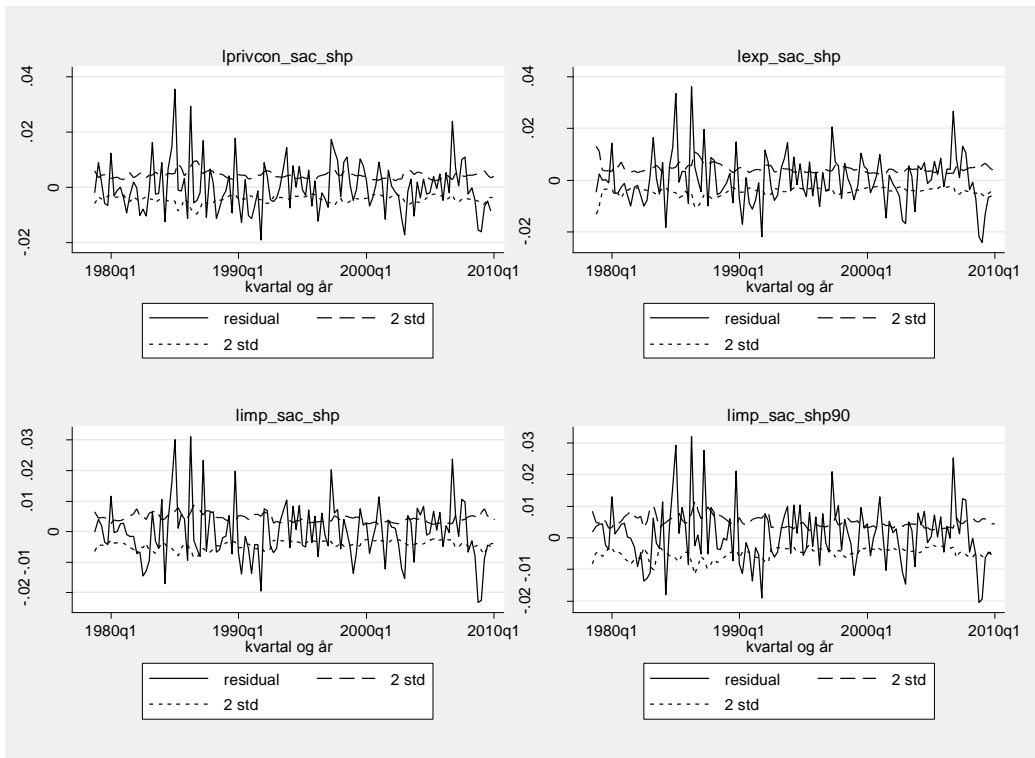 lprivcon_sac_shp
.04
.02
0
-.02
1980q1 1990q1 2000q1 2010q1
kvartal og år
residual 2 std
2 std
lexp_sac_shp
.04
.02
0
-.02
1980q1 1990q1 2000q1 2010q1
kvartal og år
residual 2 std
2 std
limp_sac_shp
.03
.02
.01
0
-.01
-.02
1980q1 1990q1 2000q1 2010q1
kvartal og år
residual 2 std
2 std
limp_sac_shp90
.03
.02
.01
0
-.01
-.02
1980q1 1990q1 2000q1 2010q1
kvartal og år
residual 2 std
2 std